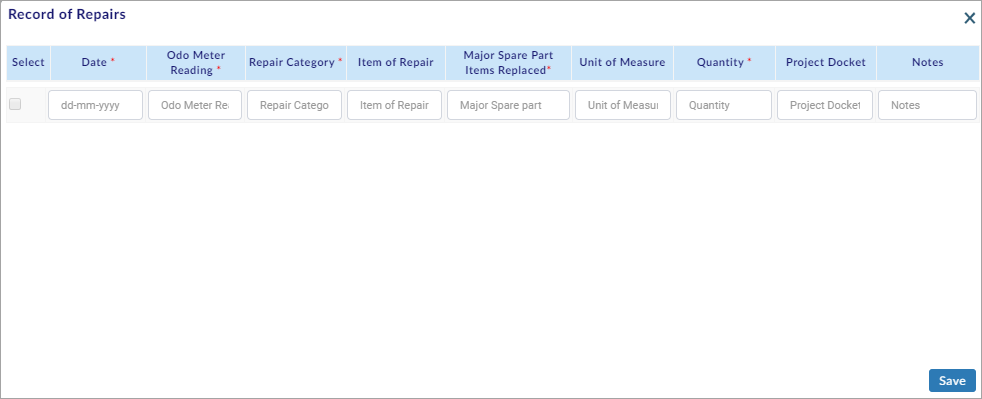 Record of Repairs
Select
Date *
Odo Meter
Reading *
Repair Category *
Item of Repair
Major Spare Part
Items Replaced*
Unit of Measure
Quantity *
Project Docket
Notes
dd-mm-yyyy
Odo Meter Re
Repair Catego
Item of Repair
Major Spare part
Unit of Measu
Quantity
Project Docket
Notes
Save